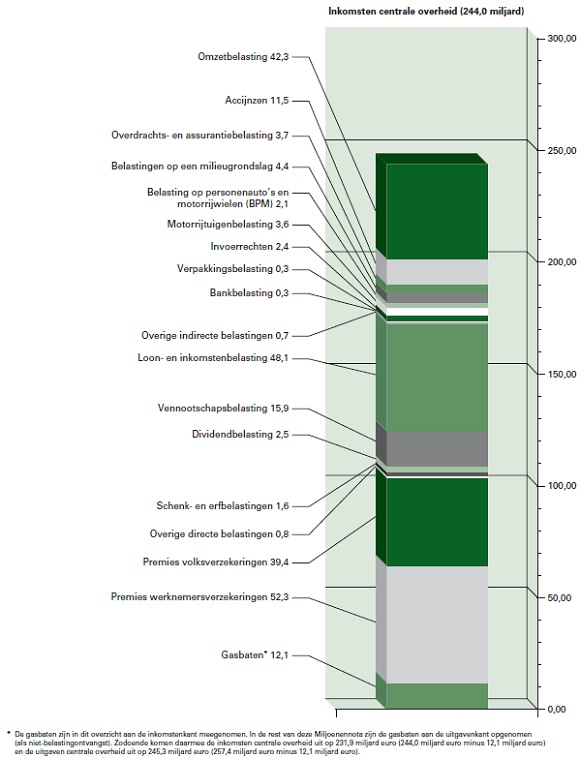 Inkomsten centrale overheid (244,0 miljard)
300,00
250,00
200,00
150,00
100,00
50,00
0,00
Omzetbelasting 42,3
Accijnzen 11,5
Overdrachts- en assurantiebelasting 3,7
Belastingen op een milieugrondslag 4,4
Belasting op personenauto's en
motorrijwielen (BPM) 2,1
Motorrijtuigenbelasting 3,6
Invoerrechten 2,4
Verpakkingsbelasting 0,3
Bankbelasting 0,3
Overige indirecte belastingen 0,7
Loon- en inkomstenbelasting 48,1
Vennootschapsbelasting 15,9
Dividendbelasting 2,5
Schenk- en erfbelastingen 1,6
Overige directe belastingen 0,8
Premies volksverzekeringen 39,4
Premies werknemersverzekeringen 52,3
Gasbaten* 12,1
* De gasbaten zijn in dit overzicht aan de inkomstenkant meegenomen. In de rest van deze Miljoenennota zijn de gasbaten aan de uitgavenkant opgenomen
(als niet-belastingontvangst). Zodoende komen daarmee de inkomsten centrale overheid uit op 231,9 miljard euro (244,0 miljard euro minus 12,1 miljard euro)
en de uitgaven centrale overheid uit op 245,3 miljard euro (257,4 miljard euro minus 12,1 miljard euro).